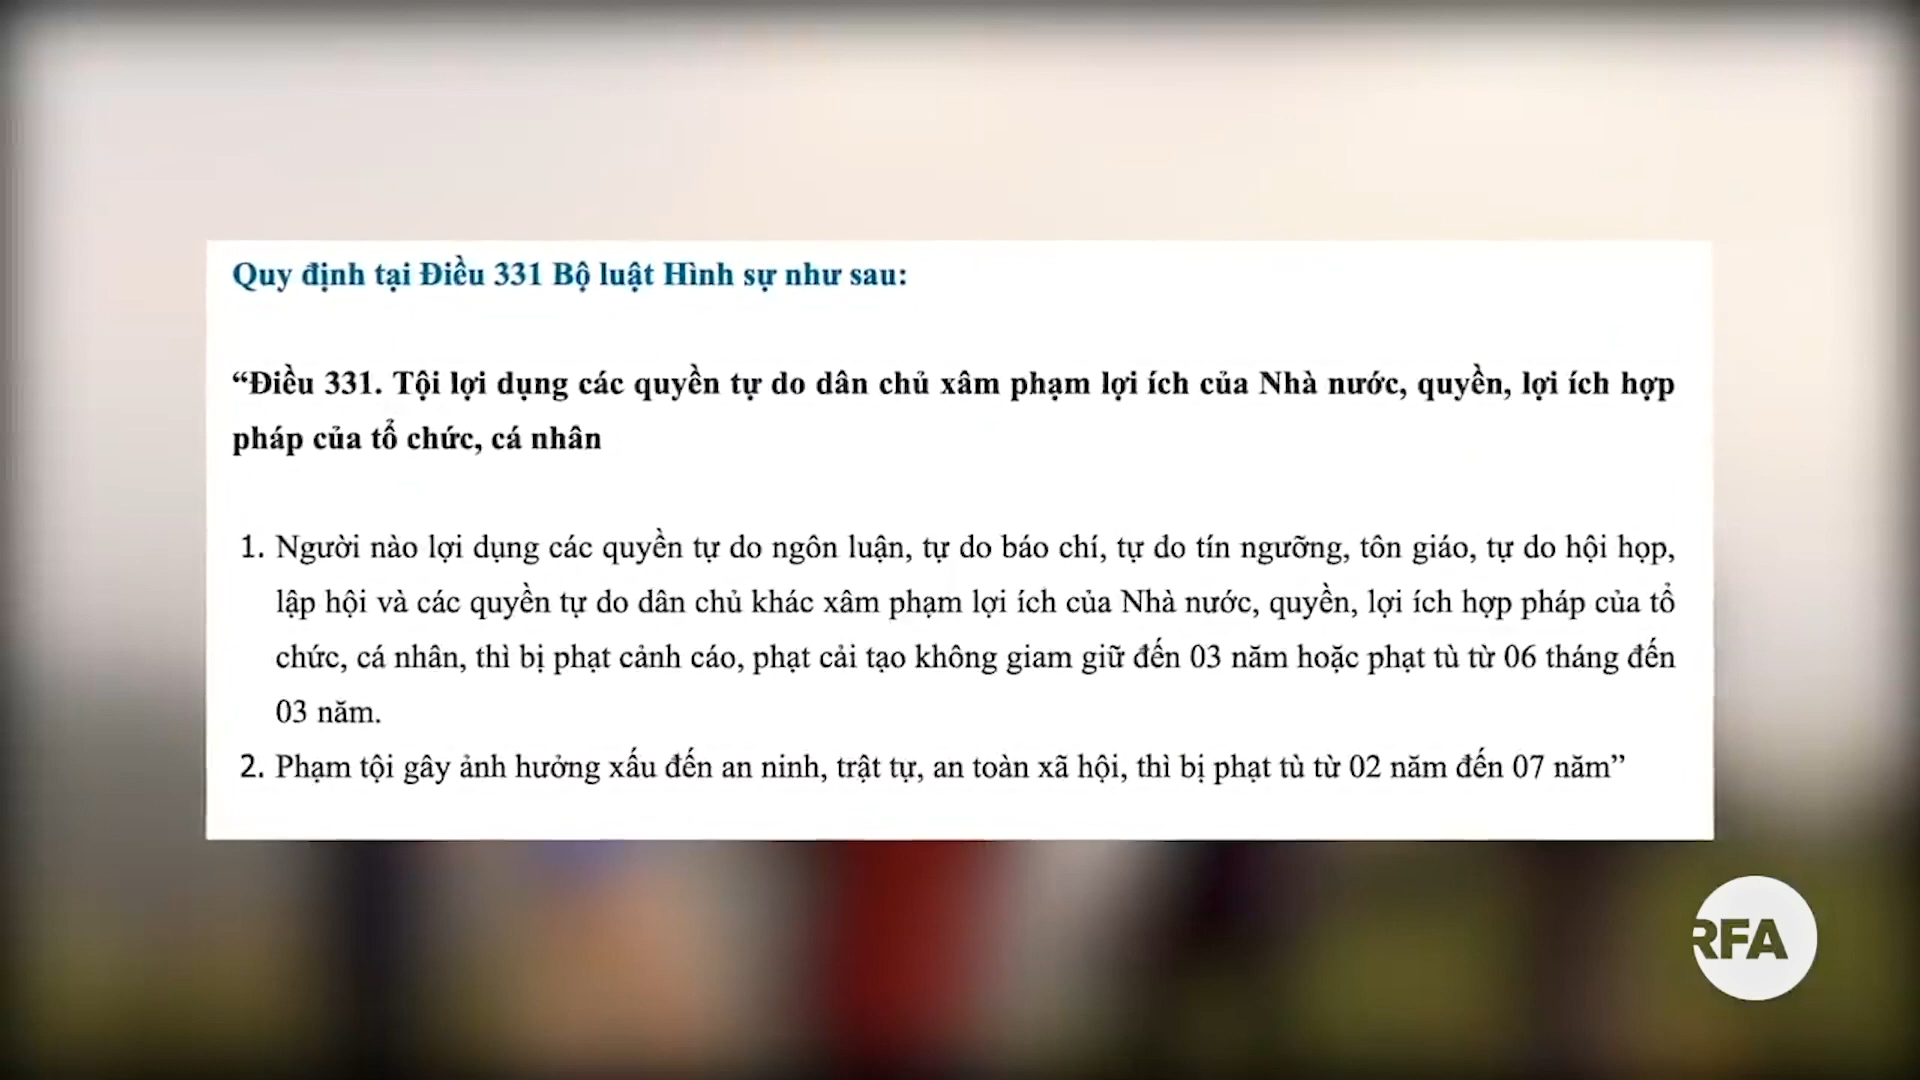 Quy định tại Điều 331 Bộ luật Hình sự như sau:
“Điều 331. Tội lợi dụng các quyền tự do dân chủ xâm phạm lợi ích của Nhà nước, quyền, lợi ích hợp
pháp của tổ chức, cá nhân
1. Người nào lợi dụng các quyền tự do ngôn luận, tự do báo chí, tự do tín ngưỡng, tôn giáo, tự do hội họp,
lập hội và các quyền tự do dân chủ khác xâm phạm lợi ích của Nhà nước, quyền, lợi ích hợp pháp của tổ
chức, cá nhân, thì bị phạt cảnh cáo, phạt cải tạo không giam giữ đến 03 năm hoặc phạt tù từ 06 tháng đến
03 năm.
2. Phạm tội gây ảnh hưởng xấu đến an ninh, trật tự, an toàn xã hội, thì bị phạt tù từ 02 năm đến 07 năm”
RFA